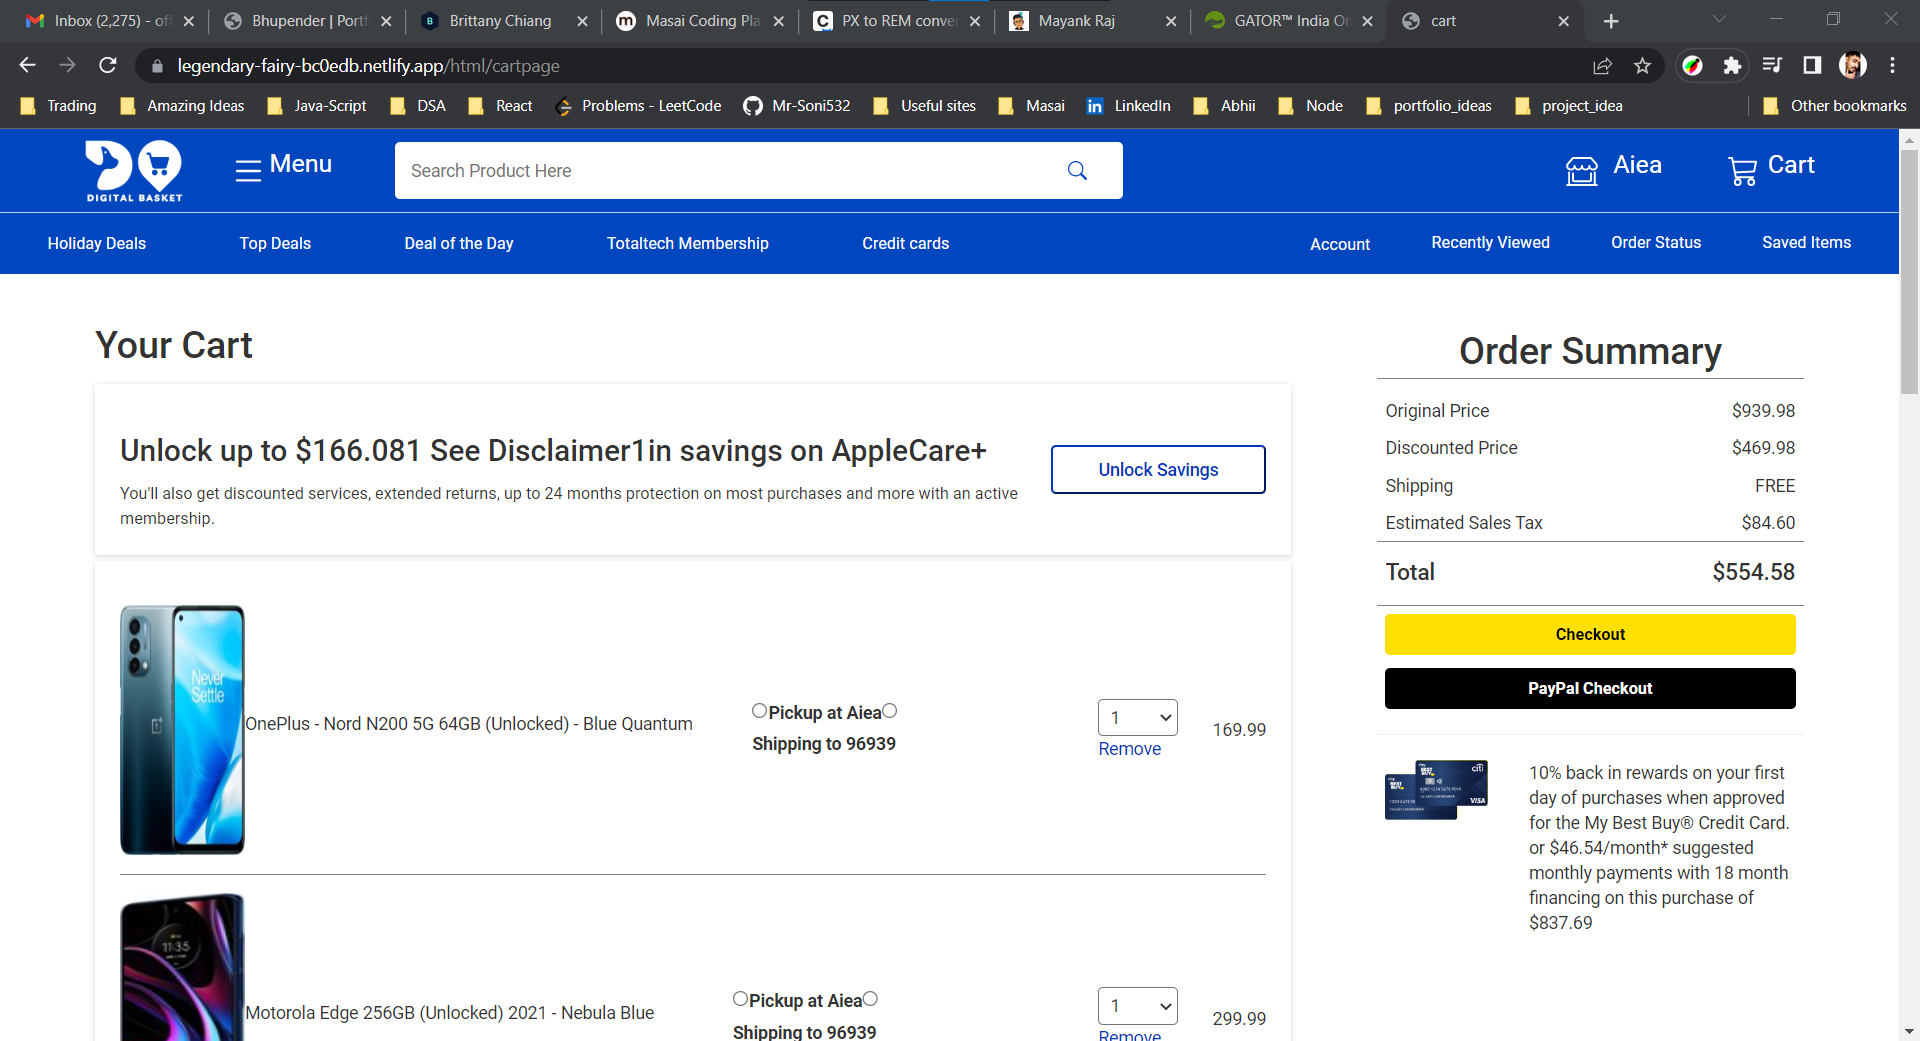 Inbox (2,275) - off
Bhupender | Portf
Brittany Chiang
Masai Coding Pla
PX to REM conver
Mayank Raj
GATOR™ India On
cart
legendary-fairy-bc0edb.netlify.app/html/cartpage
Trading
Amazing Ideas
Java-Script
DSA
React
Problems - LeetCode
Mr-Soni532
Useful sites
Masai
LinkedIn
Abhii
Node
portfolio_ideas
project_idea
Other bookmarks
DIGITAL BASKET
Menu
Search Product Here
Aiea
Cart
Holiday Deals
Top Deals
Deal of the Day
Totaltech Membership
Credit cards
Account
Recently Viewed
Order Status
Saved Items
Your Cart
Unlock up to $166.081 See Disclaimer1in savings on AppleCare+
You'll also get discounted services, extended returns, up to 24 months protection on most purchases and more with an active
membership.
Unlock Savings
Never
Settle
OnePlus - Nord N200 5G 64GB (Unlocked) - Blue Quantum
Pickup at Aiea
Shipping to 96939
1
Remove
169.99
11:35
Motorola Edge 256GB (Unlocked) 2021 - Nebula Blue
Pickup at Aiea
Shipping to 96939
1
Remove
299.99
Order Summary
Original Price $939.98
Discounted Price $469.98
Shipping FREE
Estimated Sales Tax $84.60
Total $554.58
Checkout
PayPal Checkout
my
BEST
BUY
citi
VISA
10% back in rewards on your first
day of purchases when approved
for the My Best Buy® Credit Card.
or $46.54/month* suggested
monthly payments with 18 month
financing on this purchase of
$837.69